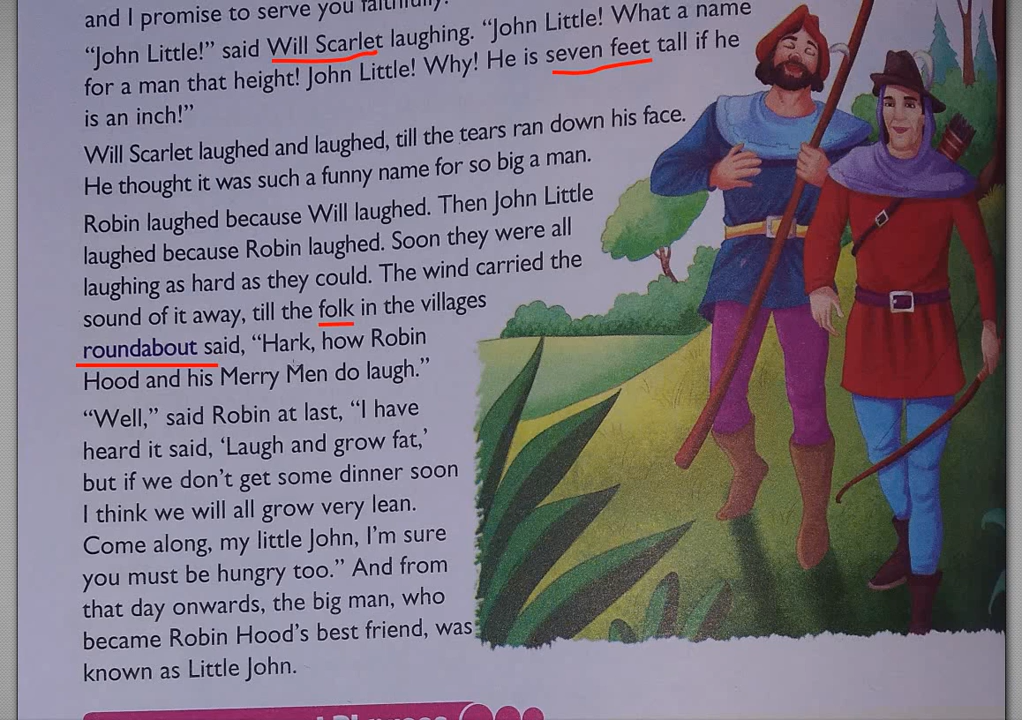 and I promise to serve you faithfully."
“John Little!” said Will Scarlet laughing. “John Little! What a name
for a man that height! John Little! Why! He is seven feet tall if he
is an inch!”
Will Scarlet laughed and laughed, till the tears ran down his face.
He thought it was such a funny name for so big a man.
Robin laughed because Will laughed. Then John Little
laughed because Robin laughed. Soon they were all
laughing as hard as they could. The wind carried the
sound of it away, till the folk in the villages
roundabout said, “Hark, how Robin
Hood and his Merry Men do laugh.”
“Well,” said Robin at last, “I have
heard it said, ‘Laugh and grow fat,’
but if we don’t get some dinner soon
I think we will all grow very lean.
Come along, my little John, I’m sure
you must be hungry too.” And from
that day onwards, the big man, who
became Robin Hood’s best friend, was
known as Little John.